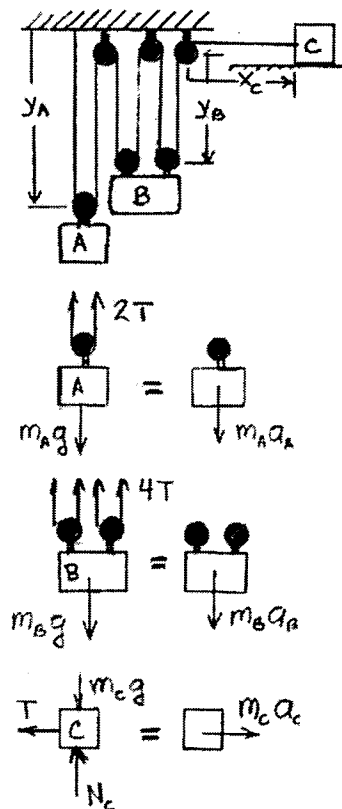 C
y_A
x_C
y_B
B
A
2T
A =
m_A g
m_A a_A
4T
B =
m_B g
m_B a_B
m_C g
T C = m_C a_C
N_C